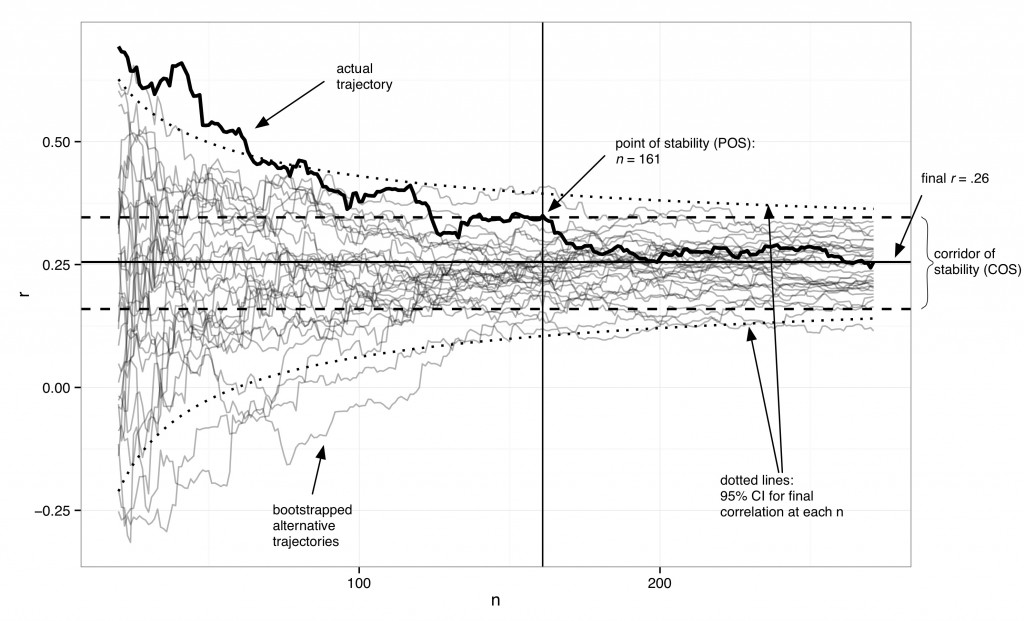 actual
trajectory
point of stability (POS):
n = 161
final r = .26
corridor of
stability (COS)
dotted lines:
95% CI for final
correlation at each n
bootstrapped
alternative
trajectories
0.50
0.25
0.00
−0.25
r
100
200
n